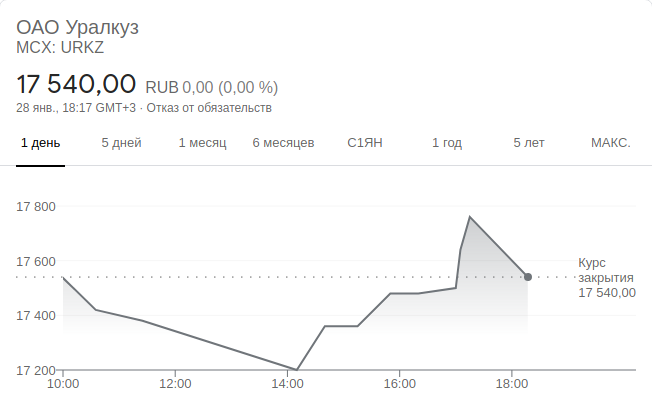 ОАО Уралкуз
MCX: URKZ
17 540,00 RUB 0,00 (0,00 %)
28 янв., 18:17 GMT+3 · Отказ от обязательств
1 день 5 дней 1 месяц 6 месяцев С1ЯН 1 год 5 лет МАКС.
17 800
17 600
Курс
закрытия
17 540,00
17 400
17 200
10:00 12:00 14:00 16:00 18:00